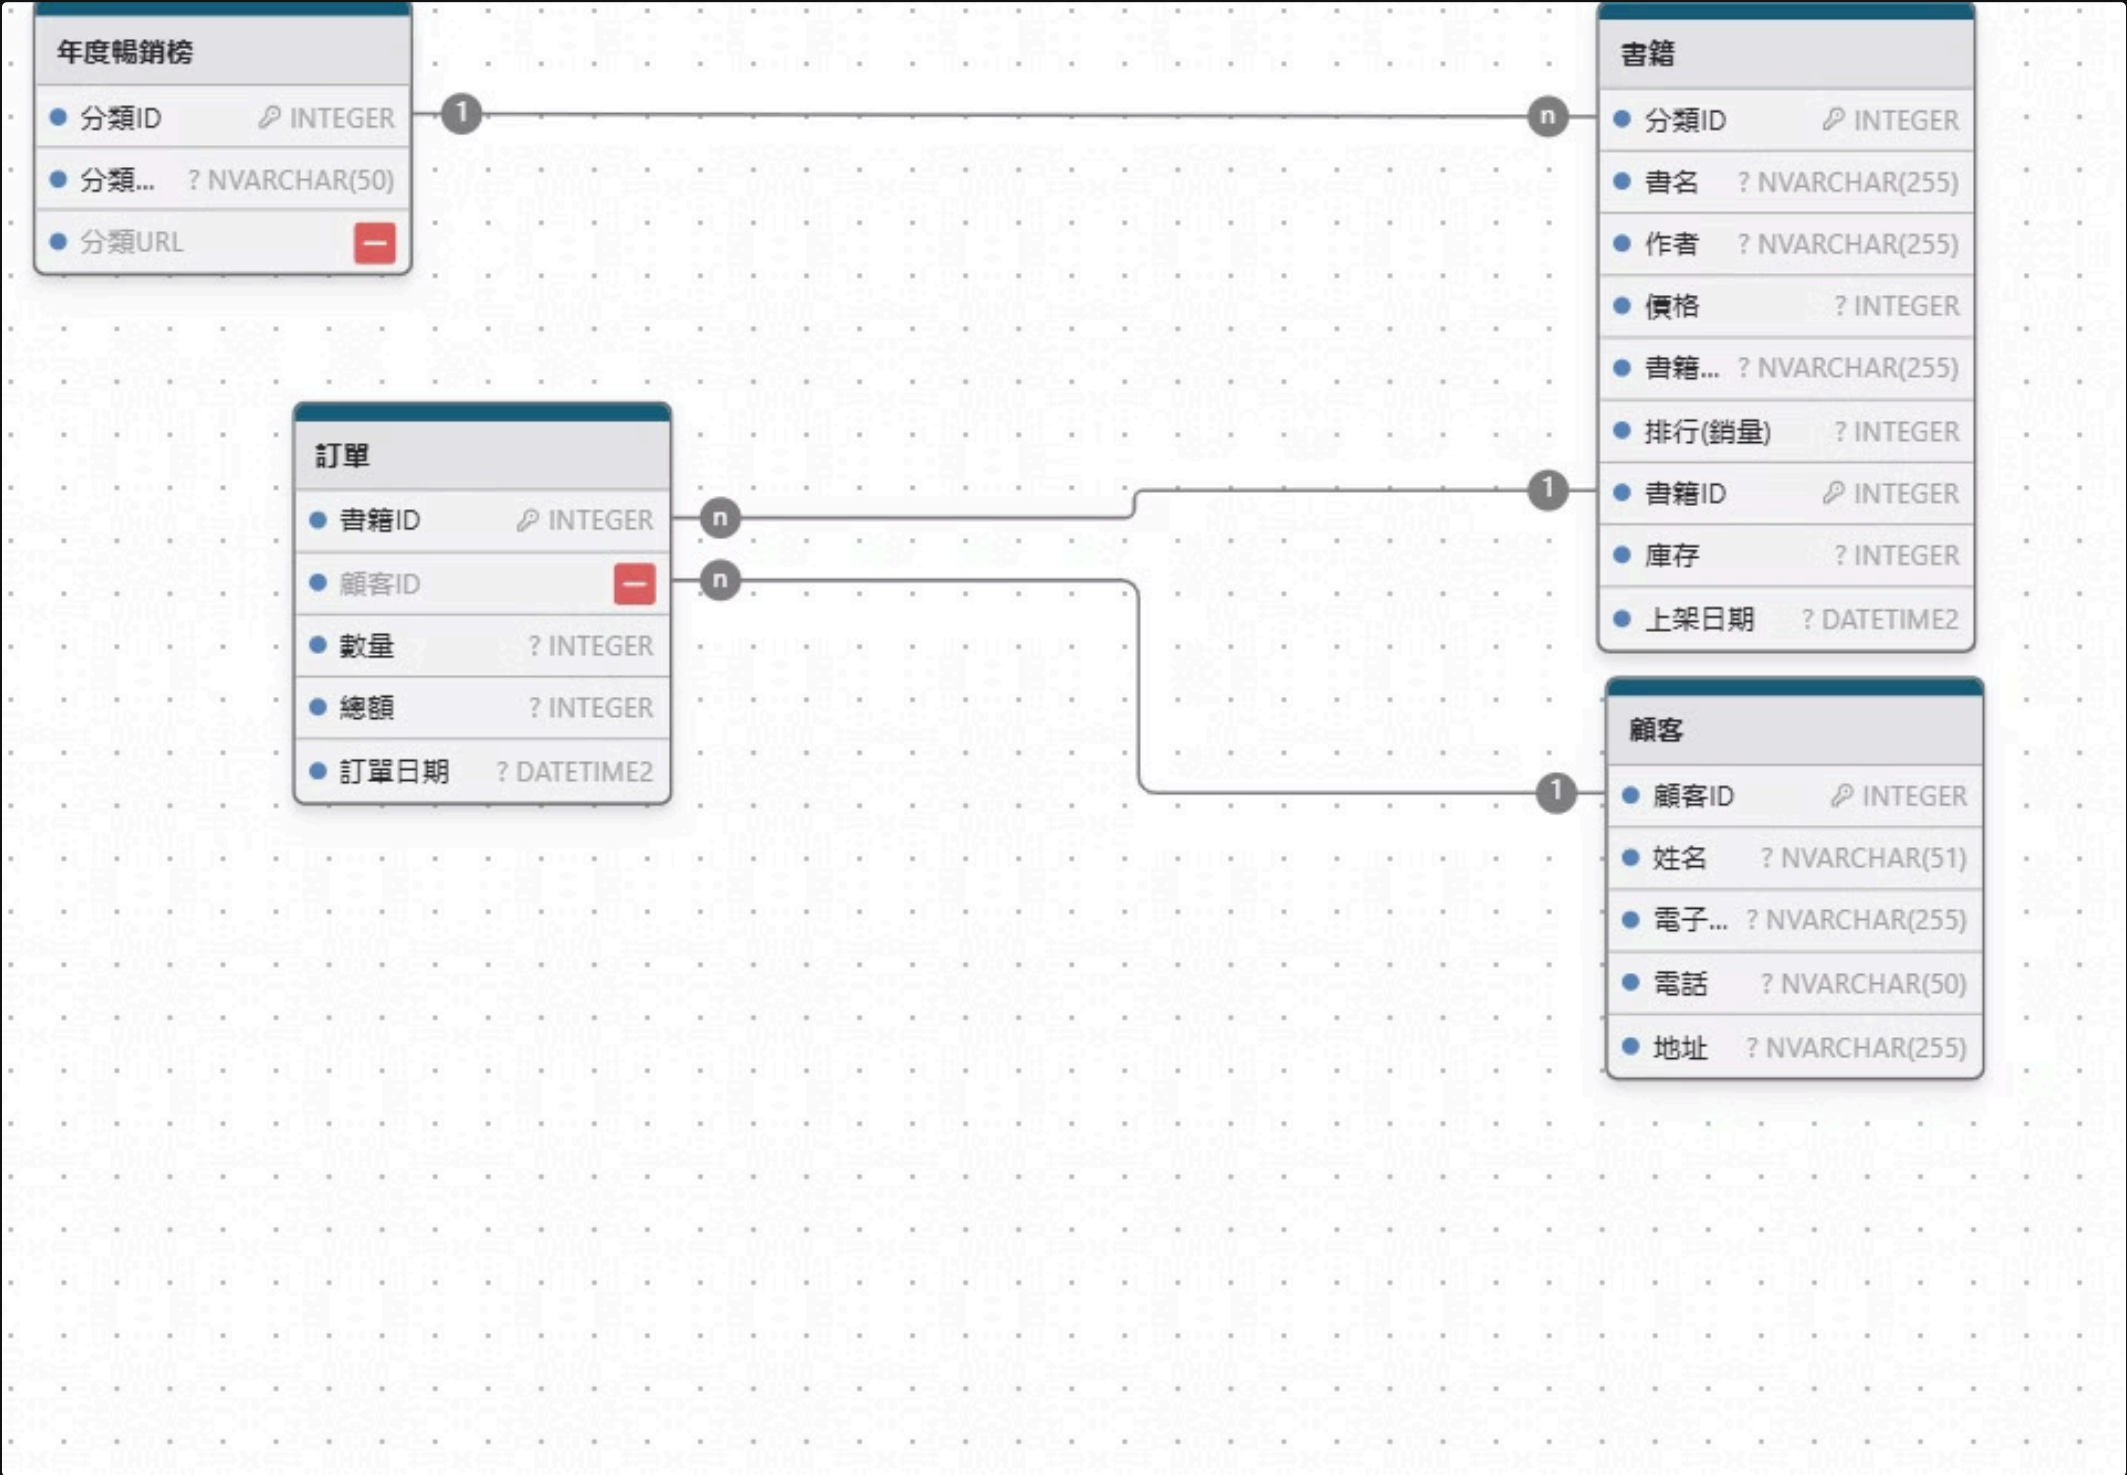 年度暢銷榜
分類ID INTEGER
分類... ? NVARCHAR(50)
分類URL
1
n
書籍
分類ID INTEGER
書名 ? NVARCHAR(255)
作者 ? NVARCHAR(255)
價格 ? INTEGER
書籍... ? NVARCHAR(255)
排行(銷量) ? INTEGER
書籍ID INTEGER
庫存 ? INTEGER
上架日期 ? DATETIME2
訂單
書籍ID INTEGER
顧客ID
數量 ? INTEGER
總額 ? INTEGER
訂單日期 ? DATETIME2
n
1
n
1
顧客
顧客ID INTEGER
姓名 ? NVARCHAR(51)
電子... ? NVARCHAR(255)
電話 ? NVARCHAR(50)
地址 ? NVARCHAR(255)